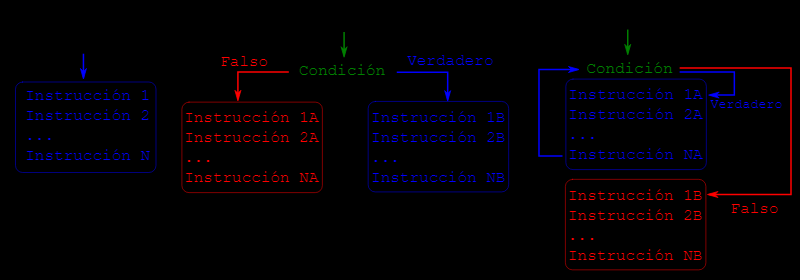 Instrucción 1
Instrucción 2
...
Instrucción N
Falso
Condición
Verdadero
Instrucción 1A
Instrucción 2A
...
Instrucción NA
Instrucción 1B
Instrucción 2B
...
Instrucción NB
Condición
Instrucción 1A
Instrucción 2A
...
Instrucción NA
Verdadero
Instrucción 1B
Instrucción 2B
...
Instrucción NB
Falso